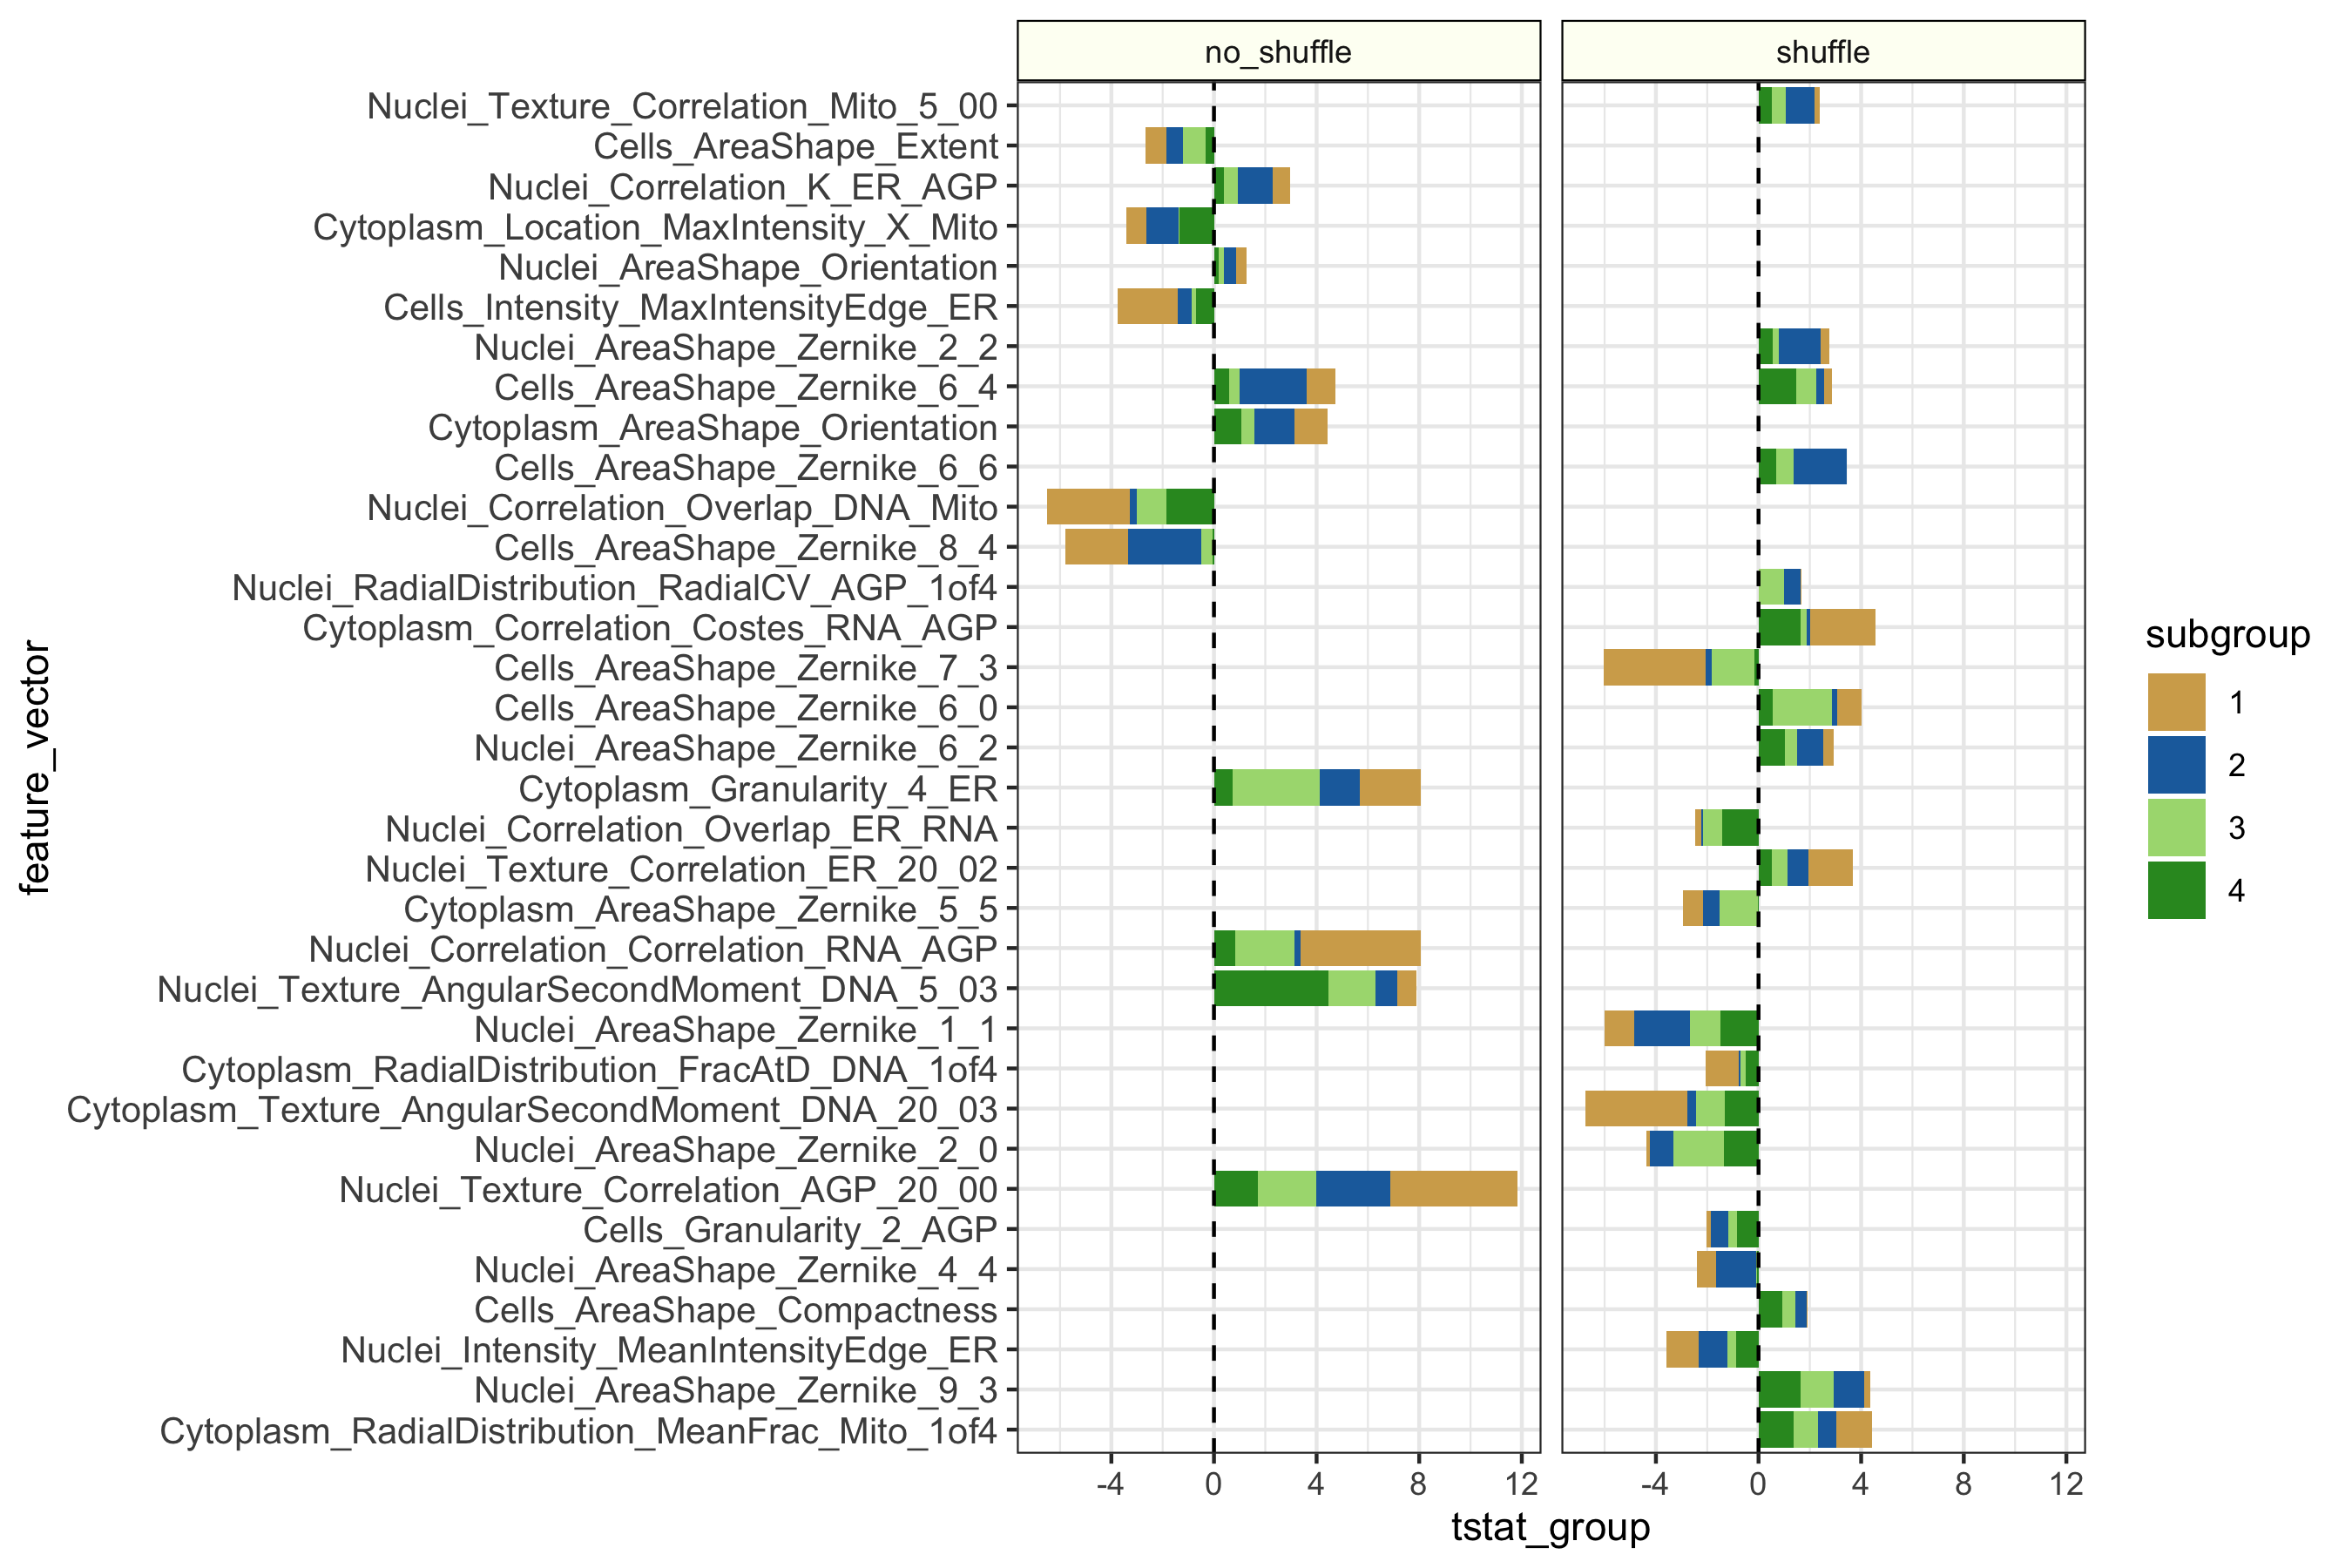 no_shuffle
shuffle
Nuclei_Texture_Correlation_Mito_5_00
Cells_AreaShape_Extent
Nuclei_Correlation_K_ER_AGP
Cytoplasm_Location_MaxIntensity_X_Mito
Nuclei_AreaShape_Orientation
Cells_Intensity_MaxIntensityEdge_ER
Nuclei_AreaShape_Zernike_2_2
Cells_AreaShape_Zernike_6_4
Cytoplasm_AreaShape_Orientation
Cells_AreaShape_Zernike_6_6
Nuclei_Correlation_Overlap_DNA_Mito
Cells_AreaShape_Zernike_8_4
Nuclei_RadialDistribution_RadialCV_AGP_1of4
Cytoplasm_Correlation_Costes_RNA_AGP
Cells_AreaShape_Zernike_7_3
Cells_AreaShape_Zernike_6_0
Nuclei_AreaShape_Zernike_6_2
Cytoplasm_Granularity_4_ER
Nuclei_Correlation_Overlap_ER_RNA
Nuclei_Texture_Correlation_ER_20_02
Cytoplasm_AreaShape_Zernike_5_5
Nuclei_Correlation_Correlation_RNA_AGP
Nuclei_Texture_AngularSecondMoment_DNA_5_03
Nuclei_AreaShape_Zernike_1_1
Cytoplasm_RadialDistribution_FracAtD_DNA_1of4
Cytoplasm_Texture_AngularSecondMoment_DNA_20_03
Nuclei_AreaShape_Zernike_2_0
Nuclei_Texture_Correlation_AGP_20_00
Cells_Granularity_2_AGP
Nuclei_AreaShape_Zernike_4_4
Cells_AreaShape_Compactness
Nuclei_Intensity_MeanIntensityEdge_ER
Nuclei_AreaShape_Zernike_9_3
Cytoplasm_RadialDistribution_MeanFrac_Mito_1of4
feature_vector
-4 0 4 8 12
-4 0 4 8 12
tstat_group
subgroup
1
2
3
4